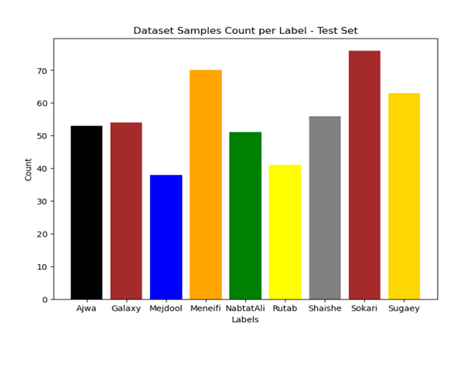 Dataset Samples Count per Label - Test Set
Count
70
60
50
40
30
20
10
0
Ajwa Galaxy Mejdool Meneifi NabtatAli Rutab Shaishe Sokari Sugaey
Labels